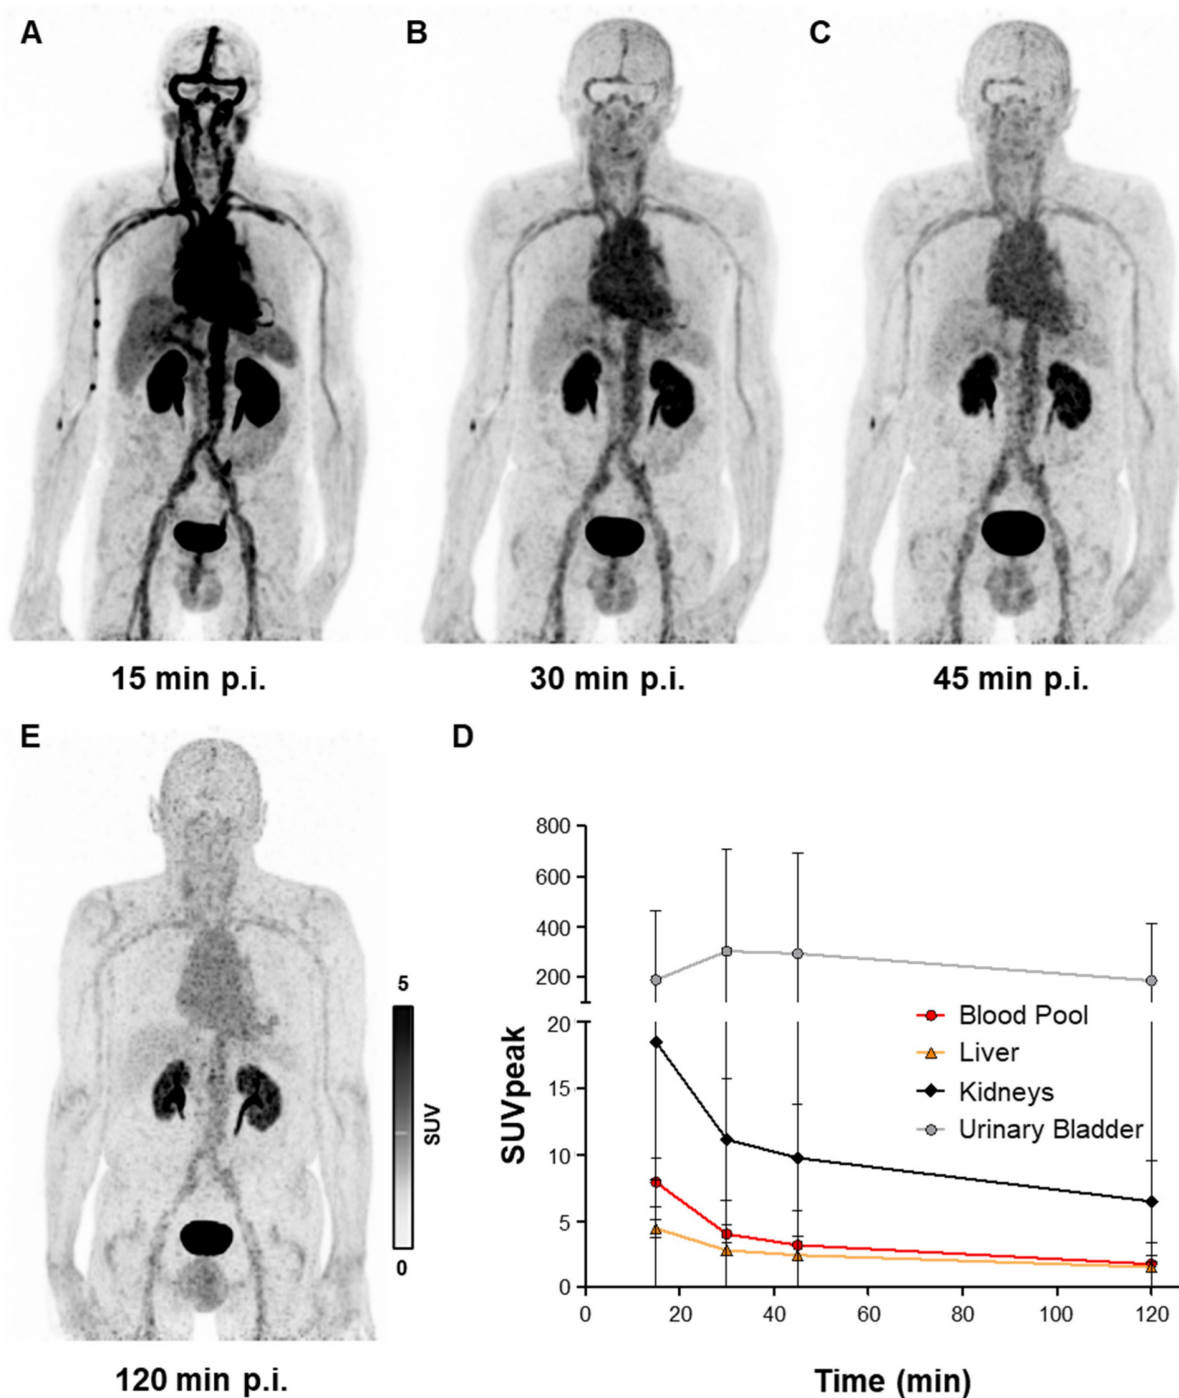 A
B
C
15 min p.i.
30 min p.i.
45 min p.i.
E
5
SUV
0
120 min p.i.
D
800
600
400
200
20
15
10
5
0
SUVpeak
Blood Pool
Liver
Kidneys
Urinary Bladder
0 20 40 60 80 100 120
Time (min)